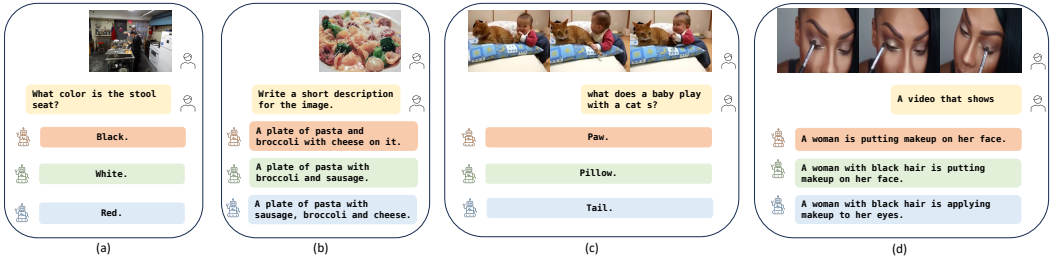 What color is the stool
seat?
Black.
White.
Red.
(a)
Write a short description
for the image.
A plate of pasta and
broccoli with cheese on it.
A plate of pasta with
broccoli and sausage.
A plate of pasta with
sausage, broccoli and cheese.
(b)
what does a baby play
with a cat s?
Paw.
Pillow.
Tail.
(c)
A video that shows
A woman is putting makeup on her face.
A woman with black hair is putting
makeup on her face.
A woman with black hair is applying
makeup to her eyes.
(d)